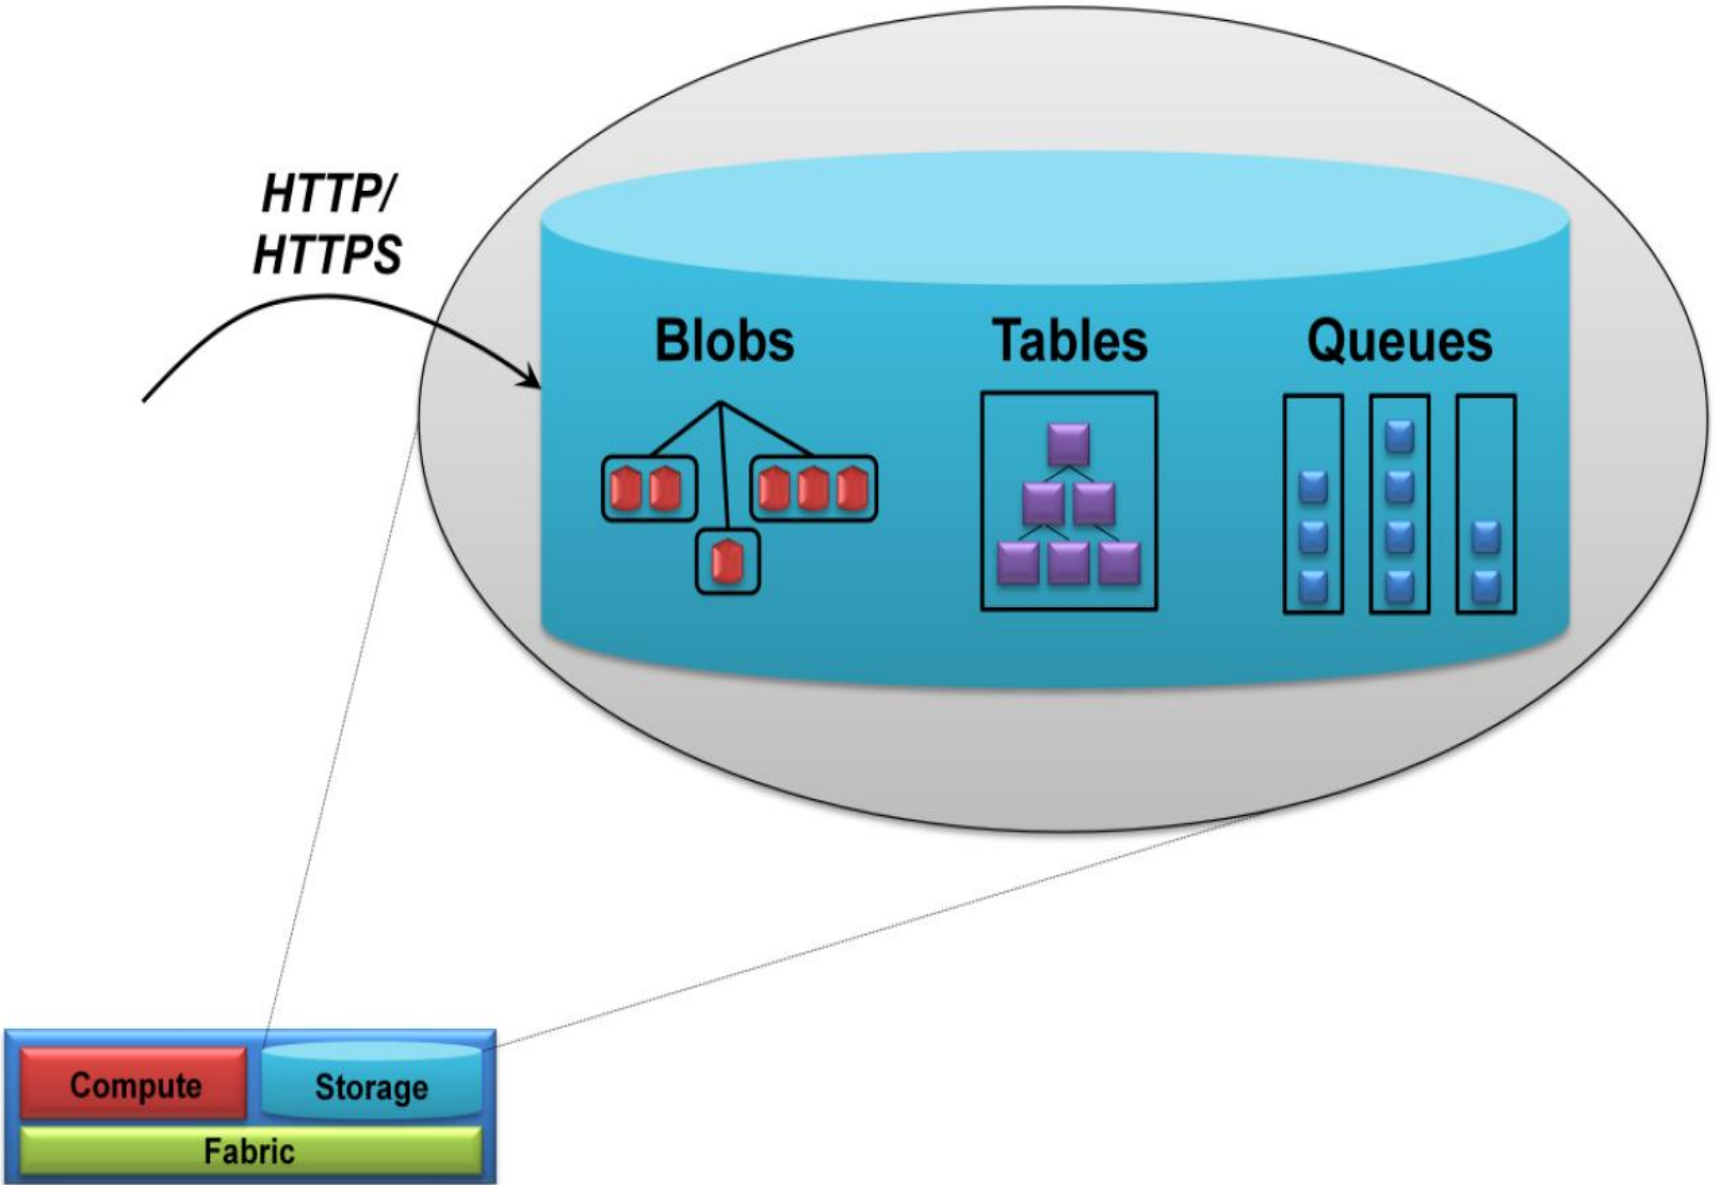 HTTP/
HTTPS
Blobs
Tables
Queues
Compute
Storage
Fabric